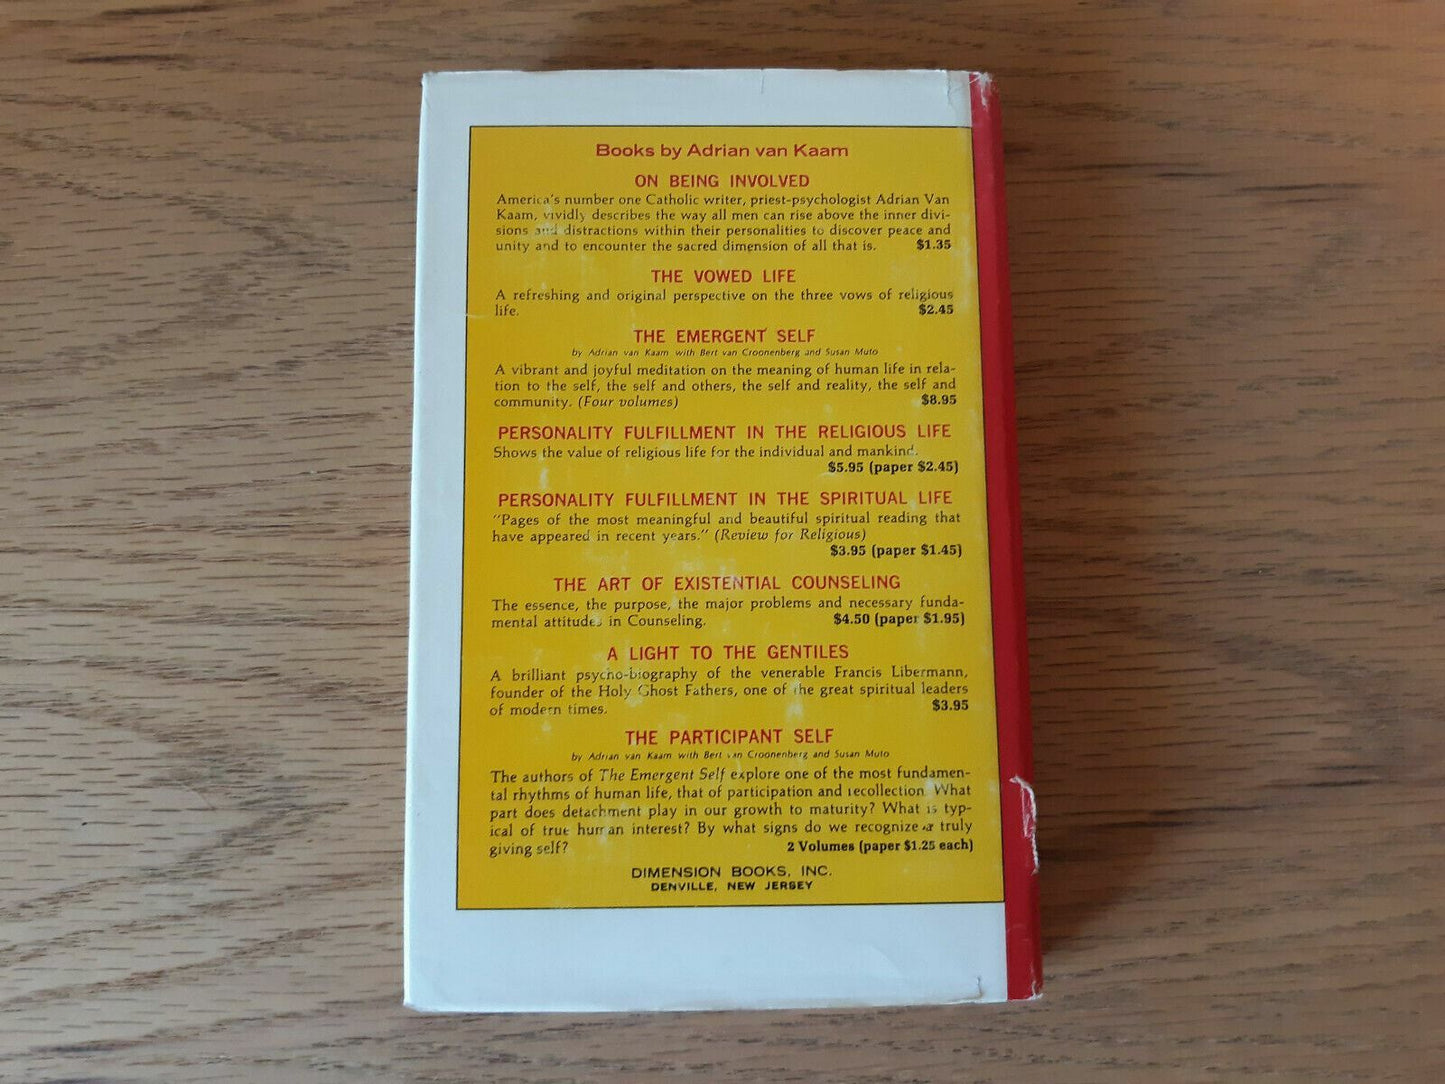 Books by Adrian van Kaam
ON BEING INVOLVED
America's number one Catholic writer, priest-psychologist Adrian Van
Kaam, vividly describes the way all men can rise above the inner divi-
sions and distractions within their personalities to discover peace and
unity and to encounter the sacred dimension of all that is. $1.35
THE VOWED LIFE
A refreshing and original perspective on the three vows of religious
life. $2.45
THE EMERGENT SELF
by Adrian van Kaam with Bert van Croonenberg and Susan Muto
A vibrant and joyful meditation on the meaning of human life in rela-
tion to the self, the self and others, the self and reality, the self and
community. (Four volumes) $8.95
PERSONALITY FULFILLMENT IN THE RELIGIOUS LIFE
Shows the value of religious life for the individual and mankind.
$5.95 (paper $2.45)
PERSONALITY FULFILLMENT IN THE SPIRITUAL LIFE
"Pages of the most meaningful and beautiful spiritual reading that
have appeared in recent years." (Review for Religious)
$3.95 (paper $1.45)
THE ART OF EXISTENTIAL COUNSELING
The essence, the purpose, the major problems and necessary funda-
mental attitudes in Counseling. $4.50 (paper $1.95)
A LIGHT TO THE GENTILES
A brilliant psycho-biography of the venerable Francis Libermann,
founder of the Holy Ghost Fathers, one of the great spiritual leaders
of modern times. $3.95
THE PARTICIPANT SELF
by Adrian van Kaam with Bert van Croonenberg and Susan Muto
The authors of The Emergent Self explore one of the most fundamen-
tal rhythms of human life, that of participation and recollection. What
part does detachment play in our growth to maturity? What is typ-
ical of true human interest? By what signs do we recognize a truly
giving self? 2 Volumes (paper $1.25 each)
DIMENSION BOOKS, INC.
DENVILLE, NEW JERSEY